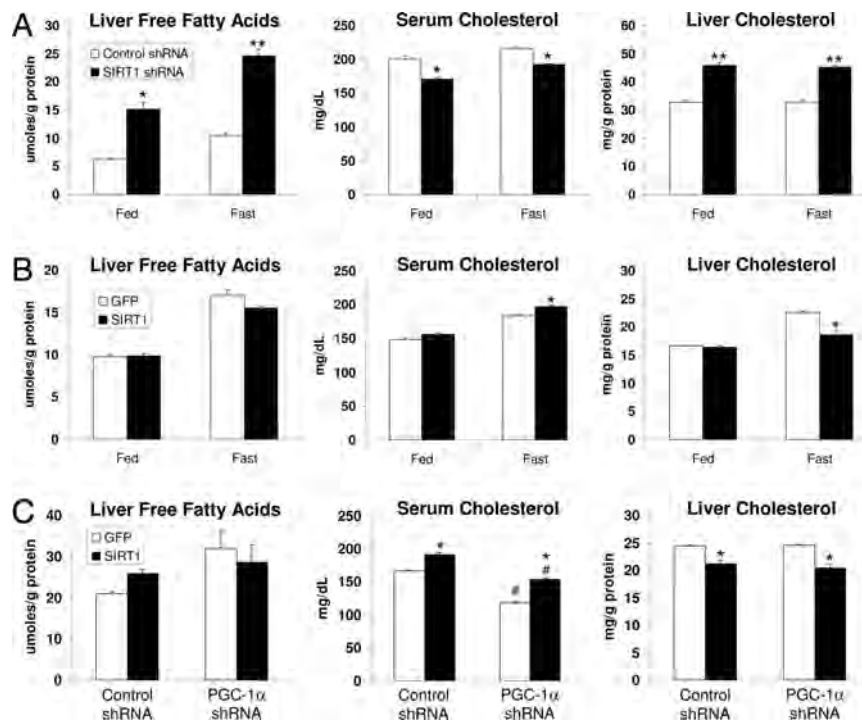 A
Liver Free Fatty Acids
umoles/g protein
30
25
20
15
10
5
0
Control shRNA
SIRT1 shRNA
*
**
Fed
Fast
Serum Cholesterol
mg/dL
250
200
150
100
50
0
*
*
Fed
Fast
Liver Cholesterol
mg/g protein
60
50
40
30
20
10
0
**
**
Fed
Fast
B
Liver Free Fatty Acids
umoles/g protein
20
15
10
5
0
GFP
SIRT1
Fed
Fast
Serum Cholesterol
mg/dL
250
200
150
100
50
0
*
Fed
Fast
Liver Cholesterol
mg/g protein
30
25
20
15
10
5
0
*
Fed
Fast
C
Liver Free Fatty Acids
umoles/g protein
40
30
20
10
0
GFP
SIRT1
Control shRNA
PGC-1α shRNA
Serum Cholesterol
mg/dL
250
200
150
100
50
0
*
#
*
#
Control shRNA
PGC-1α shRNA
Liver Cholesterol
mg/g protein
30
25
20
15
10
5
0
*
*
Control shRNA
PGC-1α shRNA